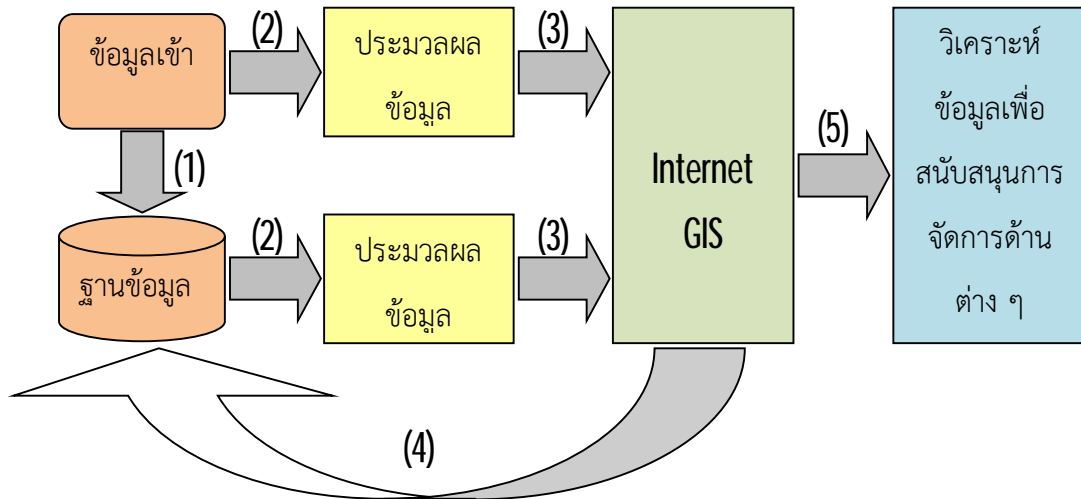 ข้อมูลเข้า
(2)
ประมวลผล
ข้อมูล
(3)
(1)
ฐานข้อมูล
(2)
ประมวลผล
ข้อมูล
(3)
Internet
GIS
(4)
(5)
วิเคราะห์
ข้อมูลเพื่อ
สนับสนุนการ
จัดการด้าน
ต่าง ๆ